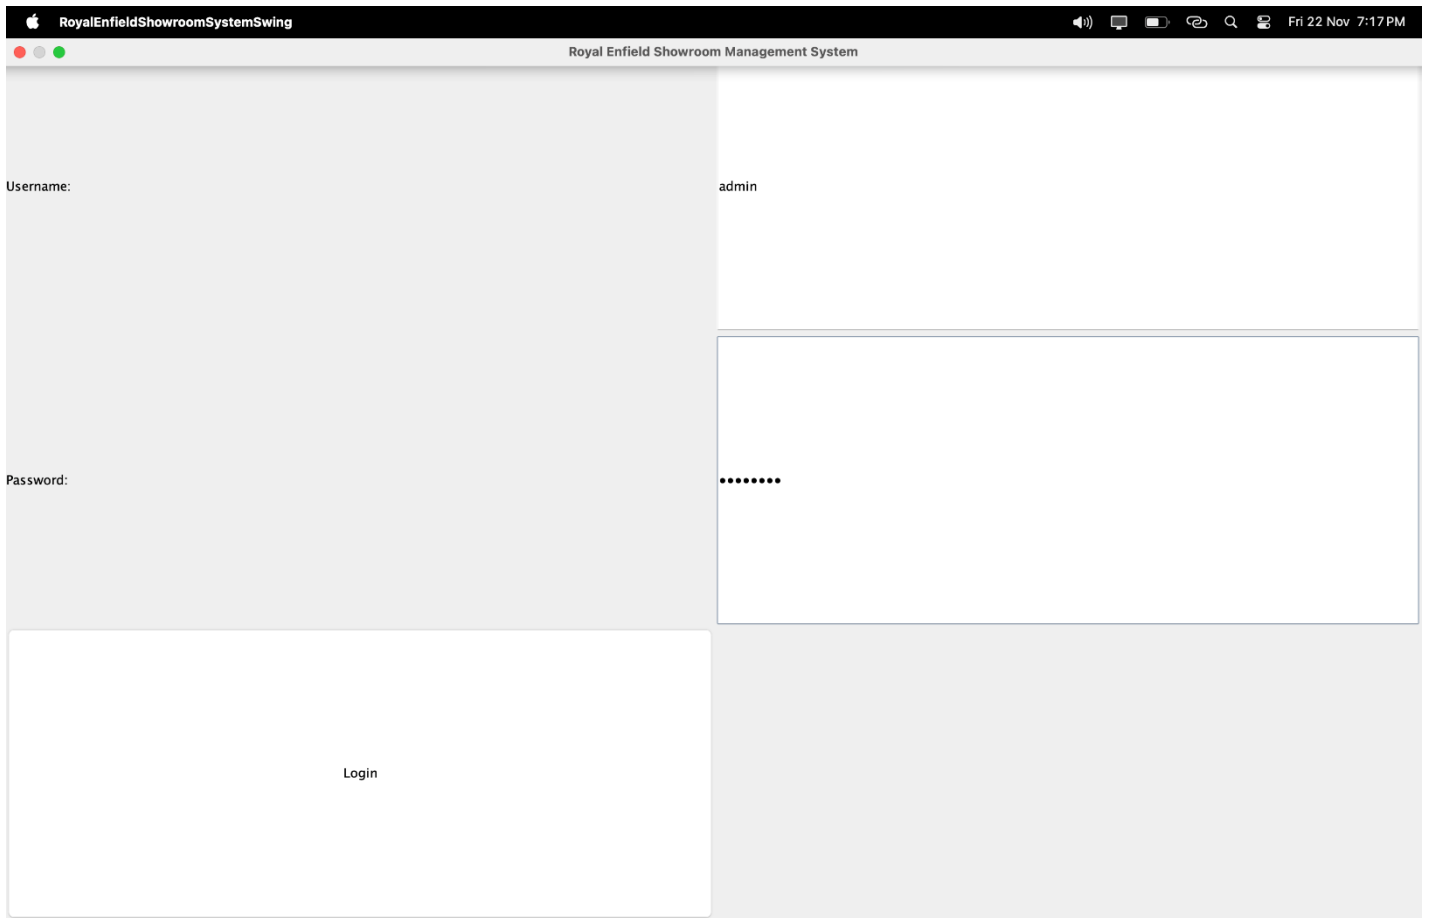 RoyalEnfieldShowroomSystemSwing Fri 22 Nov 7:17 PM
Royal Enfield Showroom Management System
Username: admin
Password: ••••••••
Login